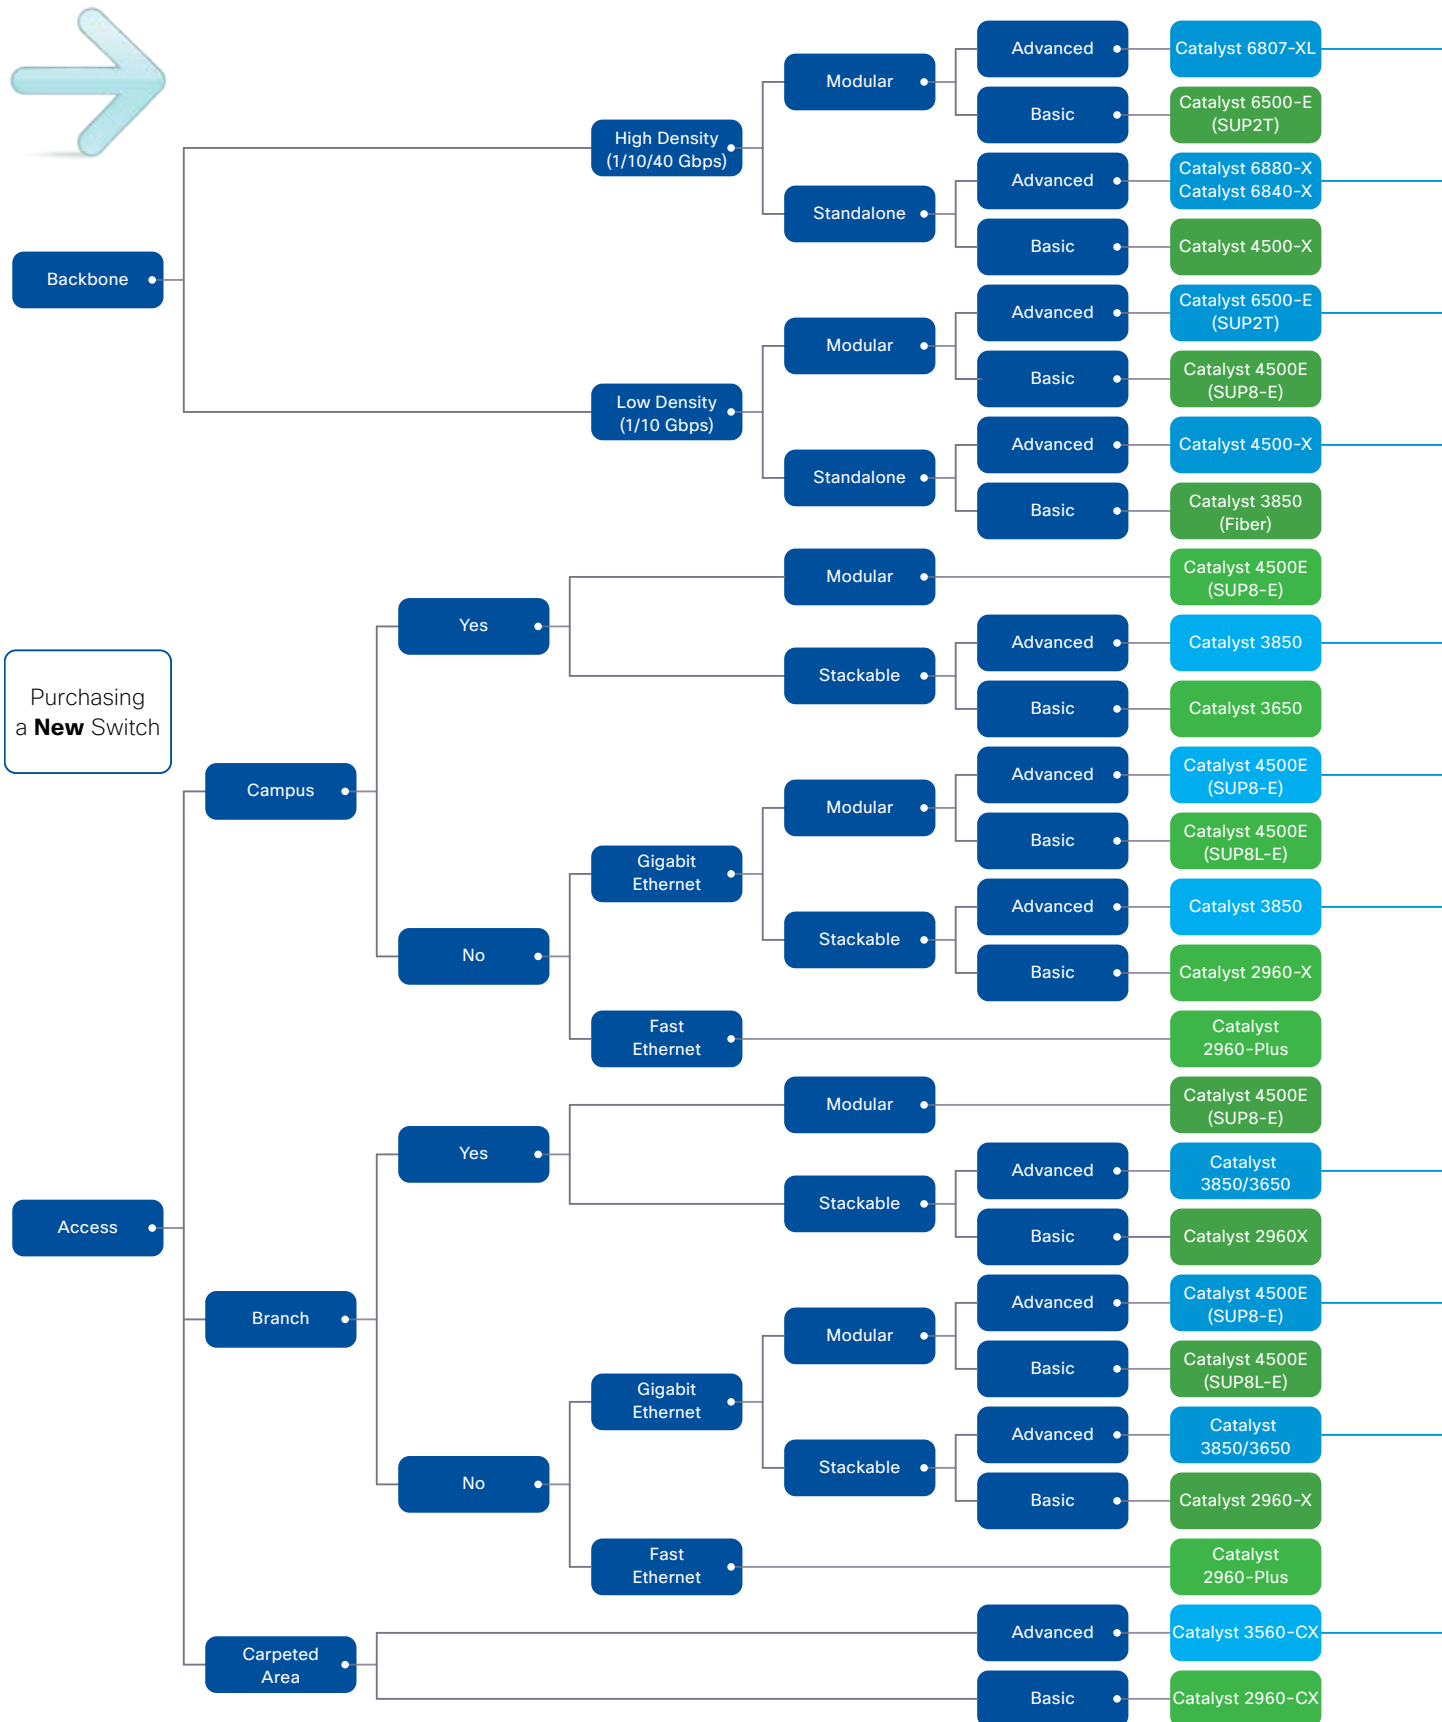 Advanced
Catalyst 6807-XL
Modular
Basic
Catalyst 6500-E
(SUP2T)
High Density
(1/10/40 Gbps)
Advanced
Catalyst 6880-X
Catalyst 6840-X
Standalone
Basic
Catalyst 4500-X
Backbone
Advanced
Catalyst 6500-E
(SUP2T)
Modular
Basic
Catalyst 4500E
(SUP8-E)
Low Density
(1/10 Gbps)
Advanced
Catalyst 4500-X
Standalone
Basic
Catalyst 3850
(Fiber)
Modular
Catalyst 4500E
(SUP8-E)
Yes
Advanced
Catalyst 3850
Stackable
Basic
Catalyst 3650
Purchasing
a New Switch
Campus
Advanced
Catalyst 4500E
(SUP8-E)
Modular
Basic
Catalyst 4500E
(SUP8L-E)
Gigabit
Ethernet
Advanced
Catalyst 3850
Stackable
No
Basic
Catalyst 2960-X
Fast
Ethernet
Catalyst
2960-Plus
Modular
Catalyst 4500E
(SUP8-E)
Yes
Advanced
Catalyst
3850/3650
Stackable
Access
Basic
Catalyst 2960X
Branch
Advanced
Catalyst 4500E
(SUP8-E)
Modular
Basic
Catalyst 4500E
(SUP8L-E)
Gigabit
Ethernet
Advanced
Catalyst
3850/3650
Stackable
No
Basic
Catalyst 2960-X
Fast
Ethernet
Catalyst
2960-Plus
Carpeted
Area
Advanced
Catalyst 3560-CX
Basic
Catalyst 2960-CX